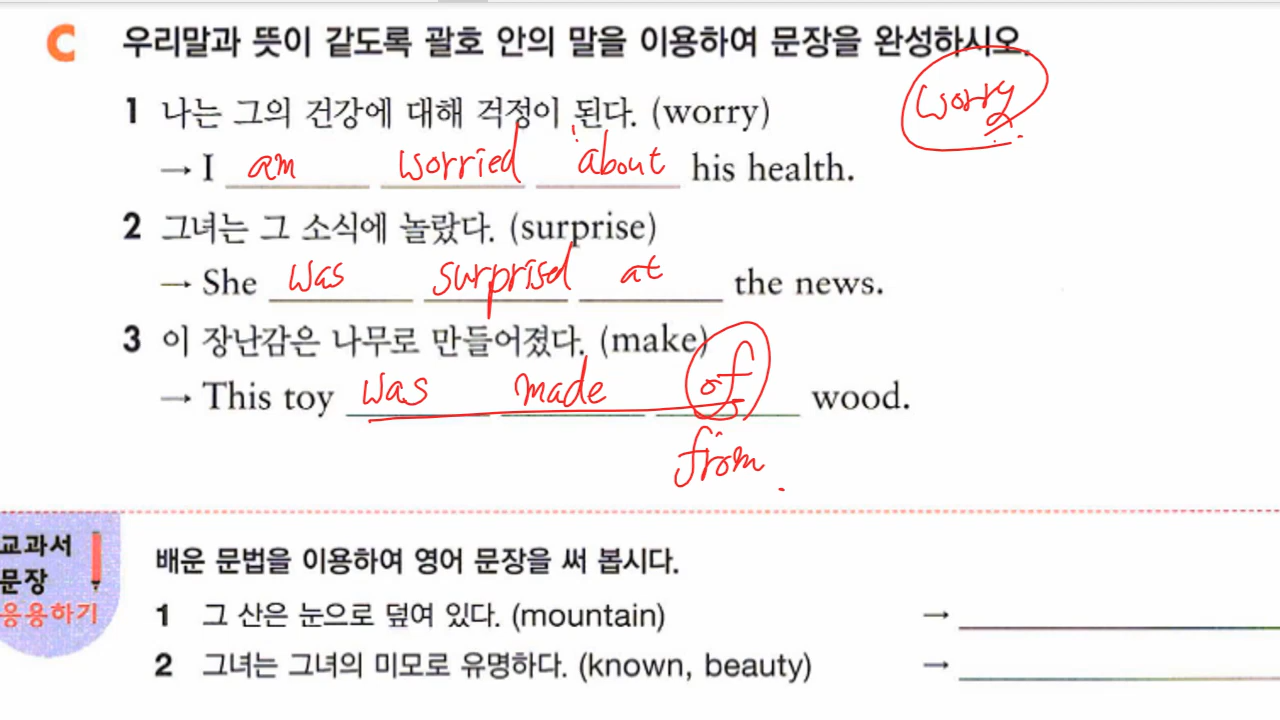 C 우리말과 뜻이 같도록 괄호 안의 말을 이용하여 문장을 완성하시오.
worry
1 나는 그의 건강에 대해 걱정이 된다. (worry)
→ I am worried about his health.
2 그녀는 그 소식에 놀랐다. (surprise)
→ She was surprised at the news.
3 이 장난감은 나무로 만들어졌다. (make)
→ This toy was made of wood.
from
교과서
문장
응용하기
배운 문법을 이용하여 영어 문장을 써 봅시다.
1 그 산은 눈으로 덮여 있다. (mountain) →
2 그녀는 그녀의 미모로 유명하다. (known, beauty) →